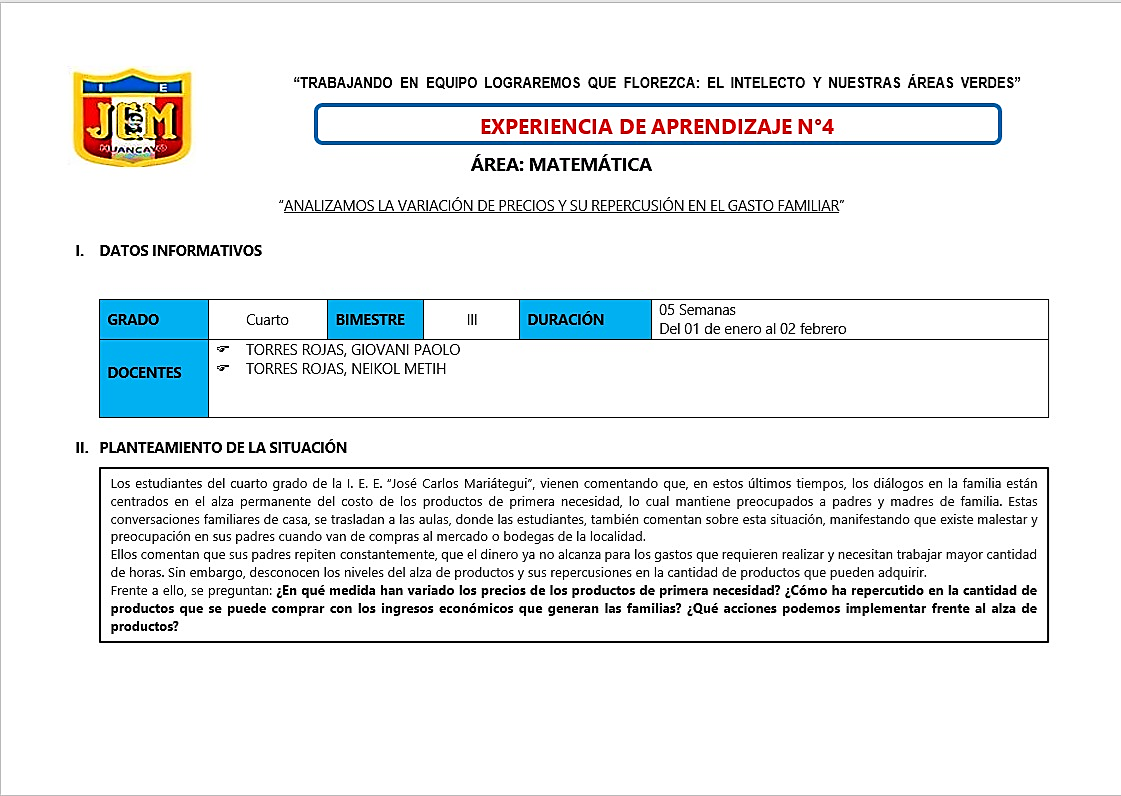 I E
JCM
HUANCAYO
“TRABAJANDO EN EQUIPO LOGRAREMOS QUE FLOREZCA: EL INTELECTO Y NUESTRAS ÁREAS VERDES”
EXPERIENCIA DE APRENDIZAJE N°4
ÁREA: MATEMÁTICA
“ANALIZAMOS LA VARIACIÓN DE PRECIOS Y SU REPERCUSIÓN EN EL GASTO FAMILIAR”
I. DATOS INFORMATIVOS
GRADO Cuarto BIMESTRE III DURACIÓN 05 Semanas
Del 01 de enero al 02 febrero
DOCENTES
TORRES ROJAS, GIOVANI PAOLO
TORRES ROJAS, NEIKOL METIH
II. PLANTEAMIENTO DE LA SITUACIÓN
Los estudiantes del cuarto grado de la I. E. E. “José Carlos Mariátegui”, vienen comentando que, en estos últimos tiempos, los diálogos en la familia están
centrados en el alza permanente del costo de los productos de primera necesidad, lo cual mantiene preocupados a padres y madres de familia. Estas
conversaciones familiares de casa, se trasladan a las aulas, donde las estudiantes, también comentan sobre esta situación, manifestando que existe malestar y
preocupación en sus padres cuando van de compras al mercado o bodegas de la localidad.
Ellos comentan que sus padres repiten constantemente, que el dinero ya no alcanza para los gastos que requieren realizar y necesitan trabajar mayor cantidad
de horas. Sin embargo, desconocen los niveles del alza de productos y sus repercusiones en la cantidad de productos que pueden adquirir.
Frente a ello, se preguntan: ¿En qué medida han variado los precios de los productos de primera necesidad? ¿Cómo ha repercutido en la cantidad de
productos que se puede comprar con los ingresos económicos que generan las familias? ¿Qué acciones podemos implementar frente al alza de
productos?